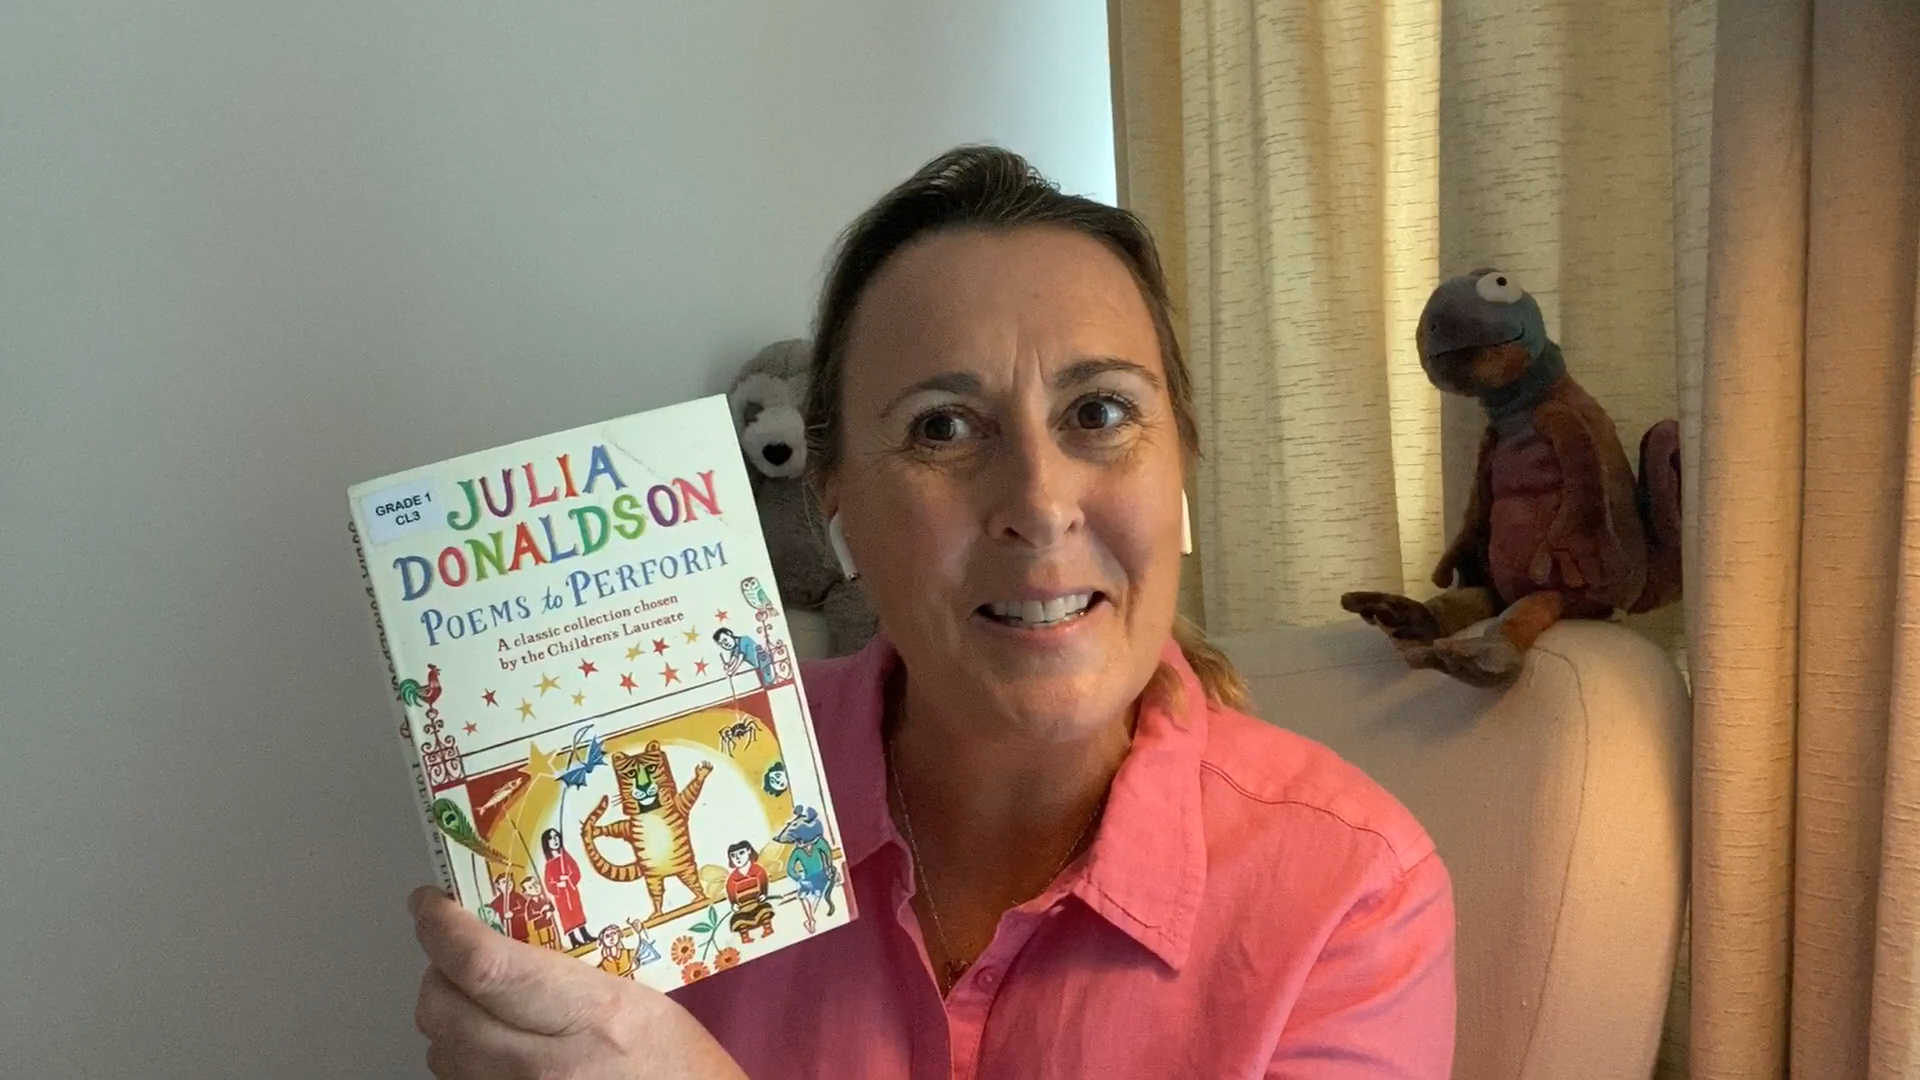 GRADE 1
CL3
JULIA
DONALDSON
POEMS to PERFORM
A classic collection chosen
by the Children's Laureate